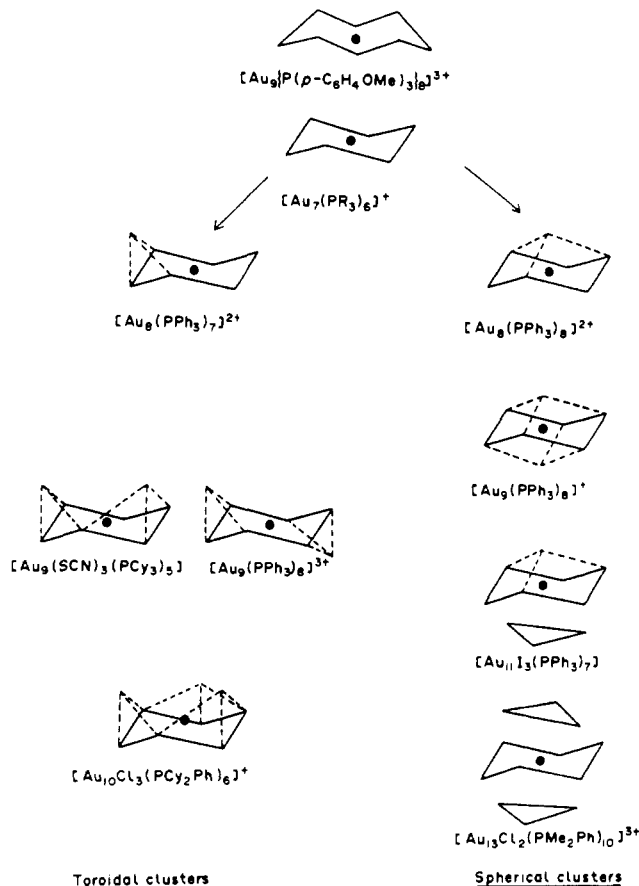 [Au9{P(p-C6H4OMe)3}8]3+
[Au7(PR3)6]+
[Au8(PPh3)7]2+
[Au8(PPh3)8]2+
[Au9(PPh3)8]+
[Au9(SCN)3(PCy3)5] [Au9(PPh3)8]3+
[Au11I3(PPh3)7]
[Au10Cl3(PCy2Ph)6]+
[Au13Cl2(PMe2Ph)10]3+
Toroidal clusters Spherical clusters